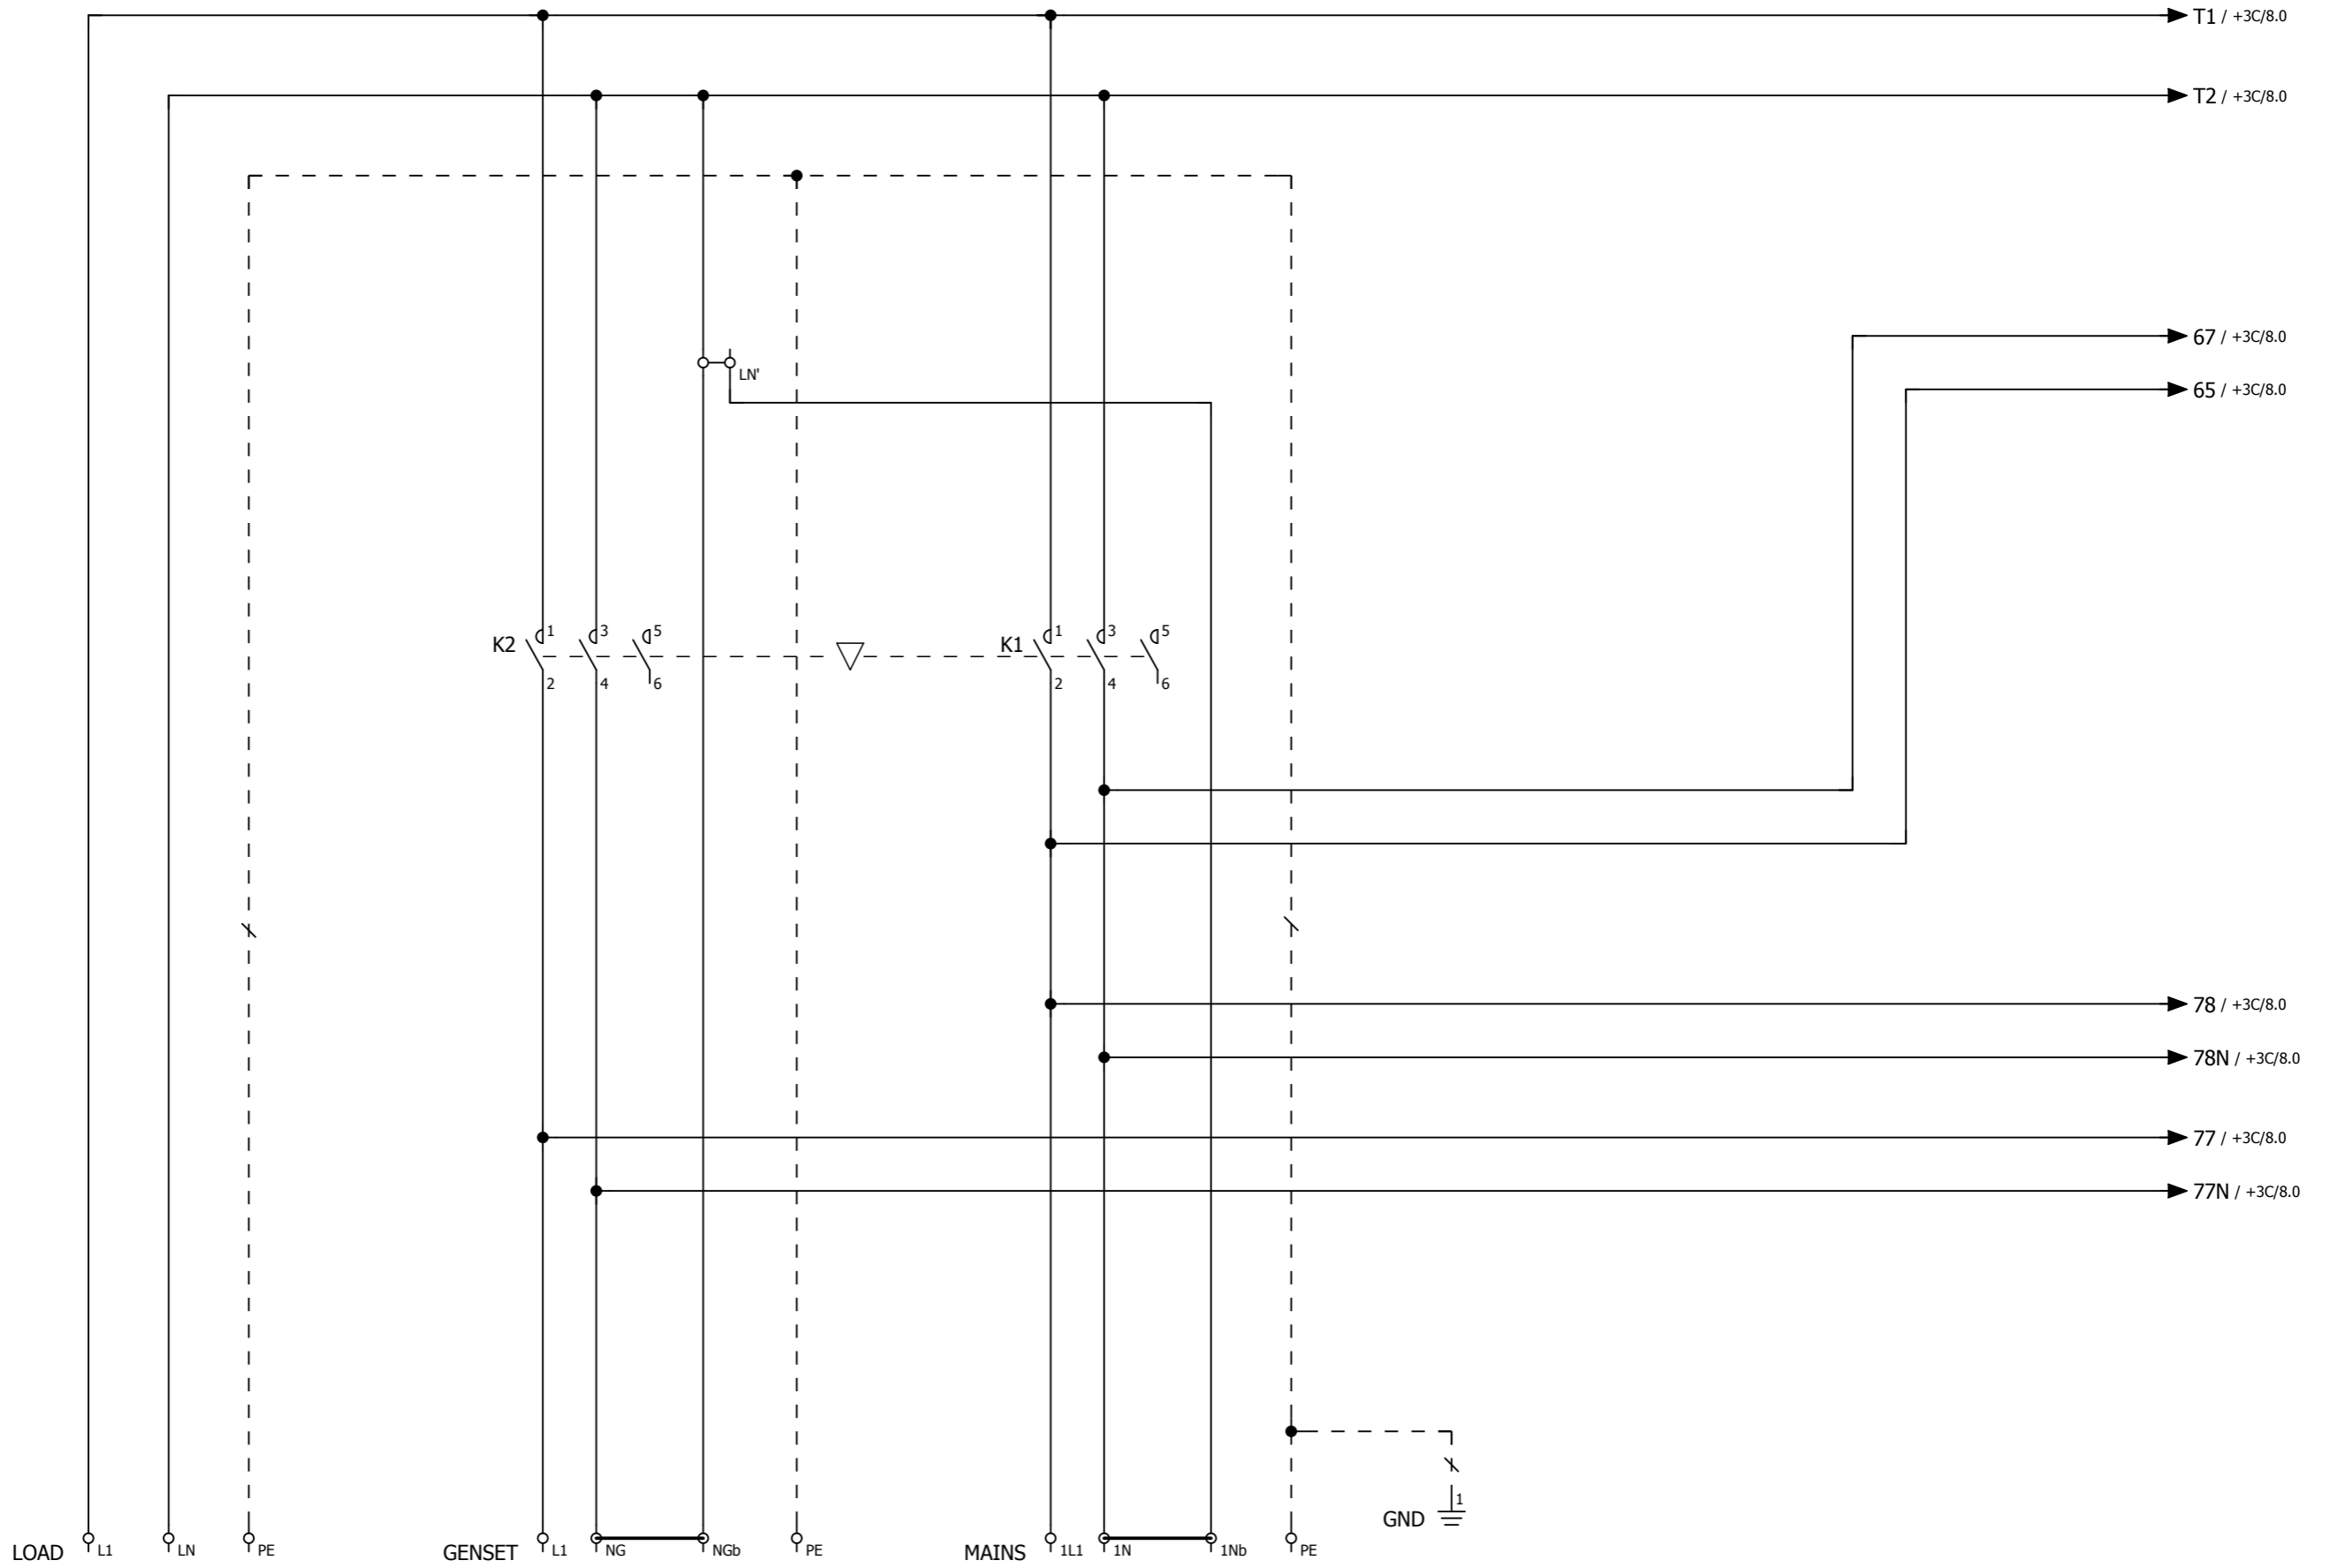 T1 / +3C/8.0
T2 / +3C/8.0
67 / +3C/8.0
LN'
65 / +3C/8.0
K2 1 3 5 K1 1 3 5
2 4 6 2 4 6
78 / +3C/8.0
78N / +3C/8.0
77 / +3C/8.0
77N / +3C/8.0
GND 1
LOAD L1 LN PE GENSET L1 NG NGb PE MAINS 1L1 1N 1Nb PE